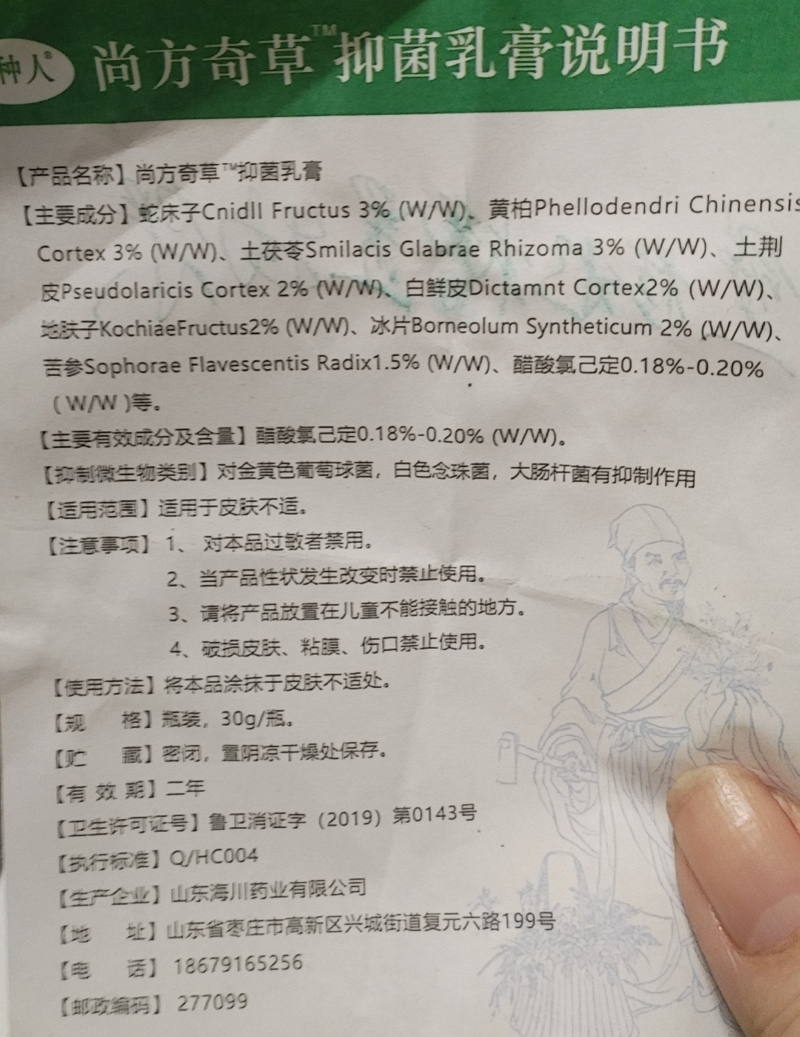 种人®
尚方奇草™抑菌乳膏说明书
【产品名称】尚方奇草™抑菌乳膏
【主要成分】蛇床子Cnidll Fructus 3% (W/W)、黄柏Phellodendri Chinensis
Cortex 3% (W/W)、土茯苓Smilacis Glabrae Rhizoma 3% (W/W)、土荆
皮Pseudolaricis Cortex 2% (W/W)、白鲜皮Dictamnt Cortex2% (W/W)、
地肤子KochiaeFructus2% (W/W)、冰片Borneolum Syntheticum 2% (W/W)、
苦参Sophorae Flavescentis Radix1.5% (W/W)、醋酸氯己定0.18%-0.20%
（W/W )等。
【主要有效成分及含量】醋酸氯己定0.18%-0.20% (W/W)。
【抑制微生物类别】对金黄色葡萄球菌，白色念珠菌，大肠杆菌有抑制作用
【适用范围】适用于皮肤不适。
【注意事项】1、 对本品过敏者禁用。
2、当产品性状发生改变时禁止使用。
3、请将产品放置在儿童不能接触的地方。
4、破损皮肤、粘膜、伤口禁止使用。
【使用方法】将本品涂抹于皮肤不适处。
【规 格】瓶装，30g/瓶。
【贮 藏】密闭，置阴凉干燥处保存。
【有 效 期】二年
【卫生许可证号】鲁卫消证字（2019）第0143号
【执行标准】Q/HC004
【生产企业】山东海川药业有限公司
【地 址】山东省枣庄市高新区兴城街道复元六路199号
【电 话】 18679165256
【邮政编码】 277099